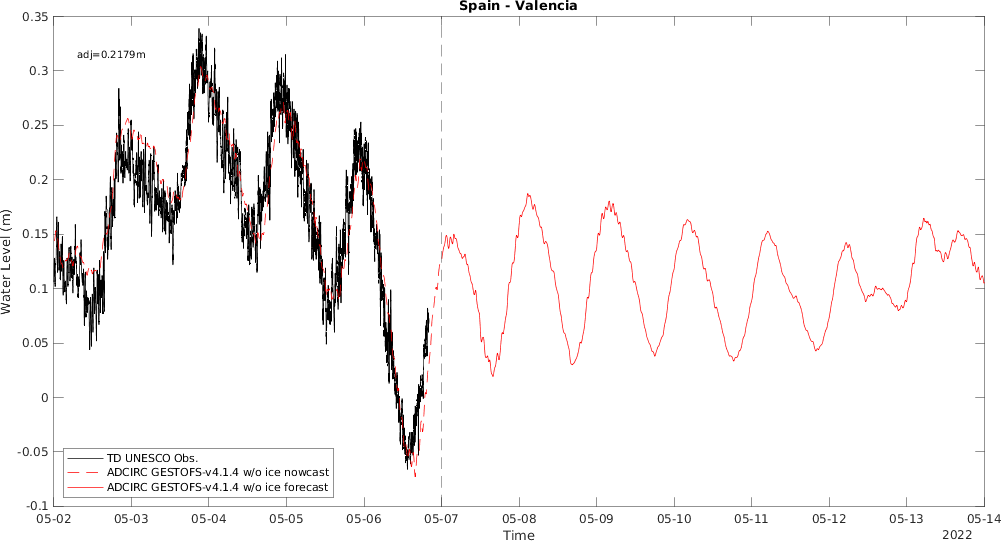 Spain - Valencia
adj=0.2179m
0.35
0.3
0.25
0.2
0.15
0.1
0.05
0
-0.05
-0.1
Water Level (m)
TD UNESCO Obs.
ADCIRC GESTOFS-v4.1.4 w/o ice nowcast
ADCIRC GESTOFS-v4.1.4 w/o ice forecast
05-02 05-03 05-04 05-05 05-06 05-07 05-08 05-09 05-10 05-11 05-12 05-13 05-14
Time
2022